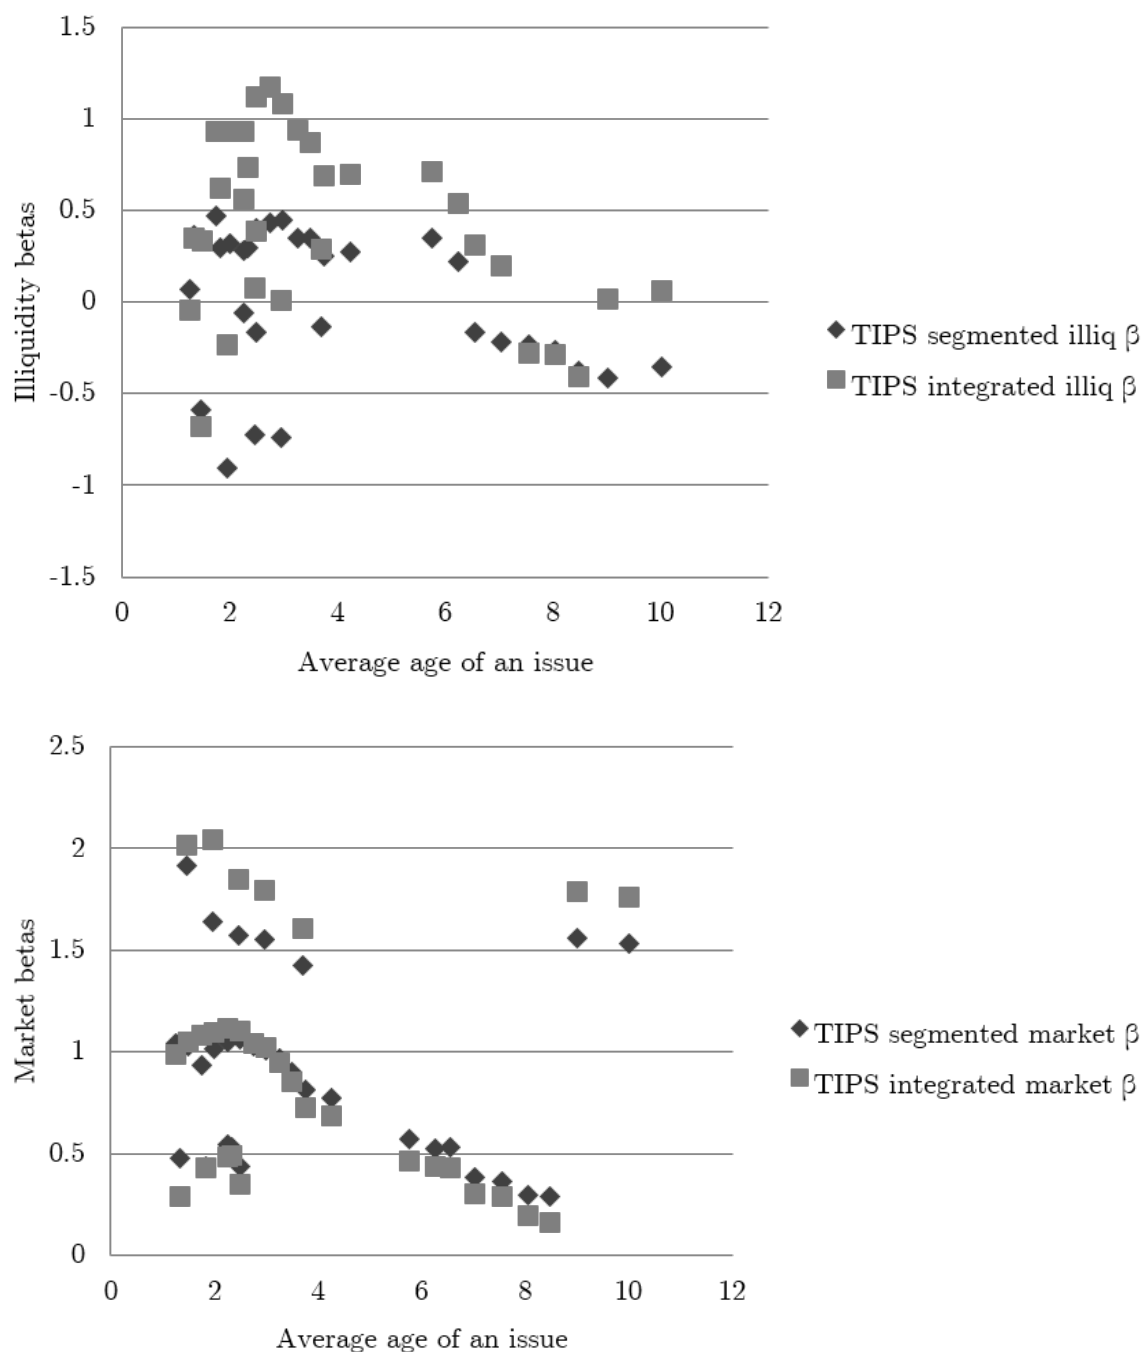 1.5
1
0.5
0
-0.5
-1
-1.5
Illiquidity betas
0 2 4 6 8 10 12
Average age of an issue
TIPS segmented illiq β
TIPS integrated illiq β
2.5
2
1.5
1
0.5
0
Market betas
0 2 4 6 8 10 12
Average age of an issue
TIPS segmented market β
TIPS integrated market β